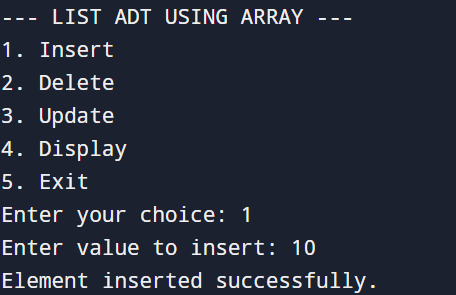 --- LIST ADT USING ARRAY ---
1. Insert
2. Delete
3. Update
4. Display
5. Exit
Enter your choice: 1
Enter value to insert: 10
Element inserted successfully.